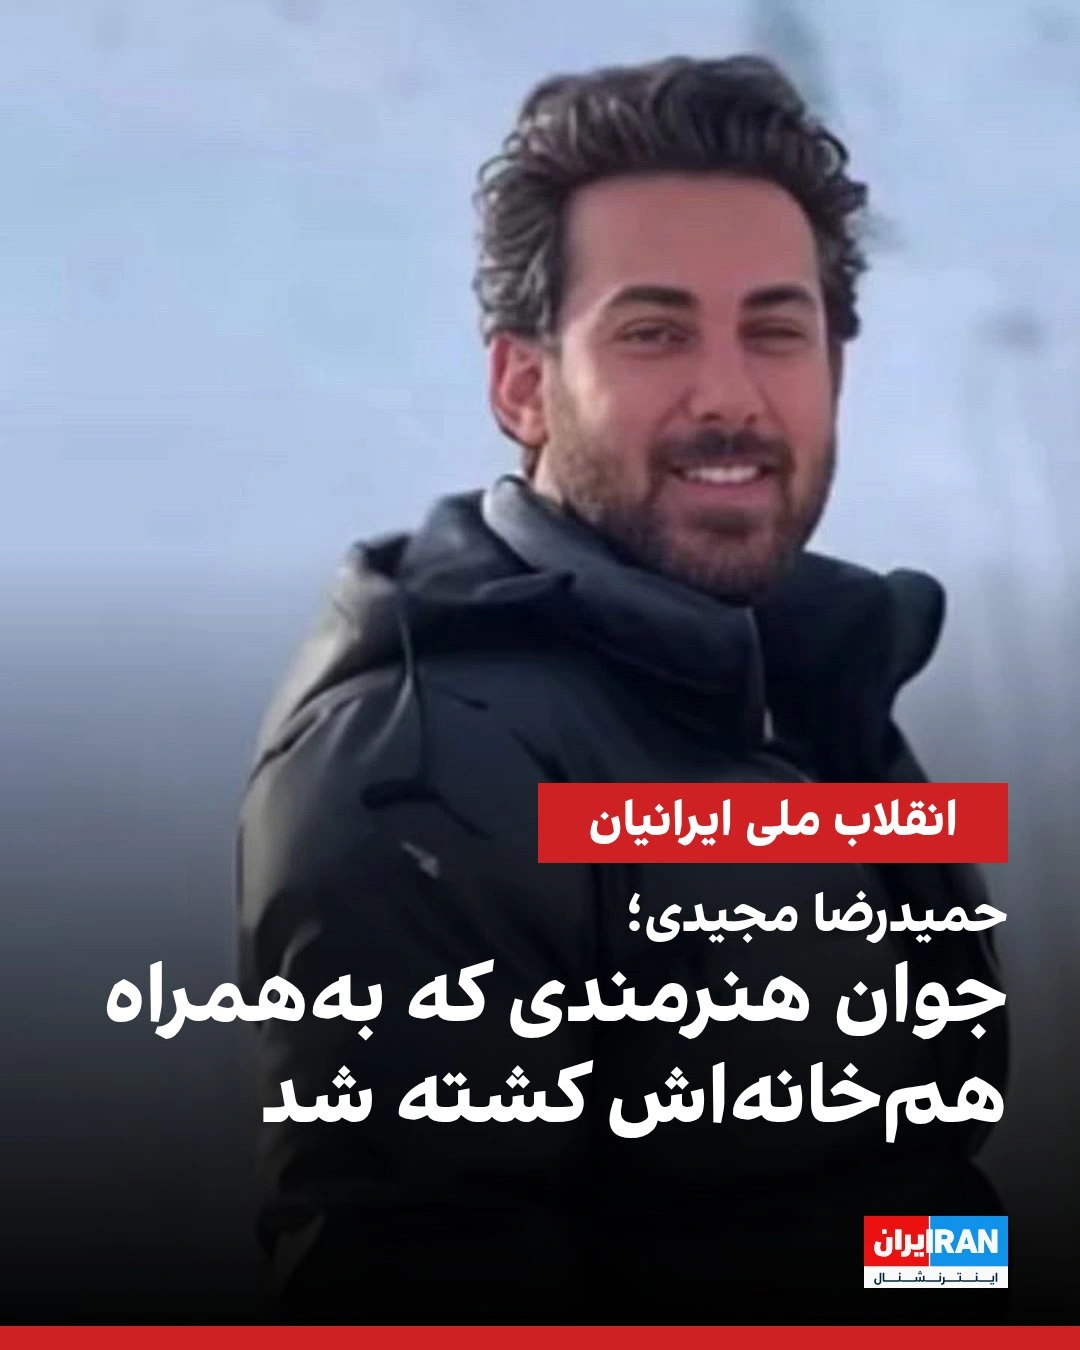 انقلاب ملی ایرانیان
حمیدرضا مجیدی؛
جوان هنرمندی که به‌همراه
هم‌خانه‌اش کشته شد
ایران IRAN
اینترنشنال